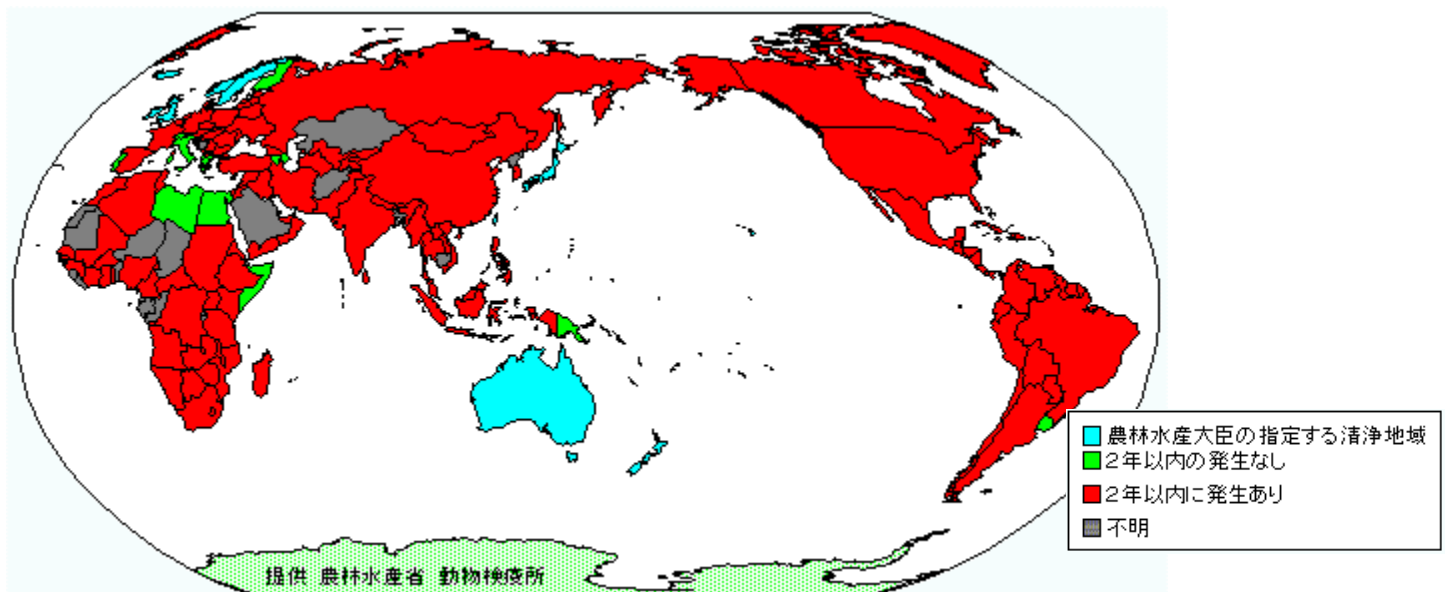 農林水産大臣の指定する清浄地域
２年以内の発生なし
２年以内に発生あり
不明
提供 農林水産省 動物検疫所